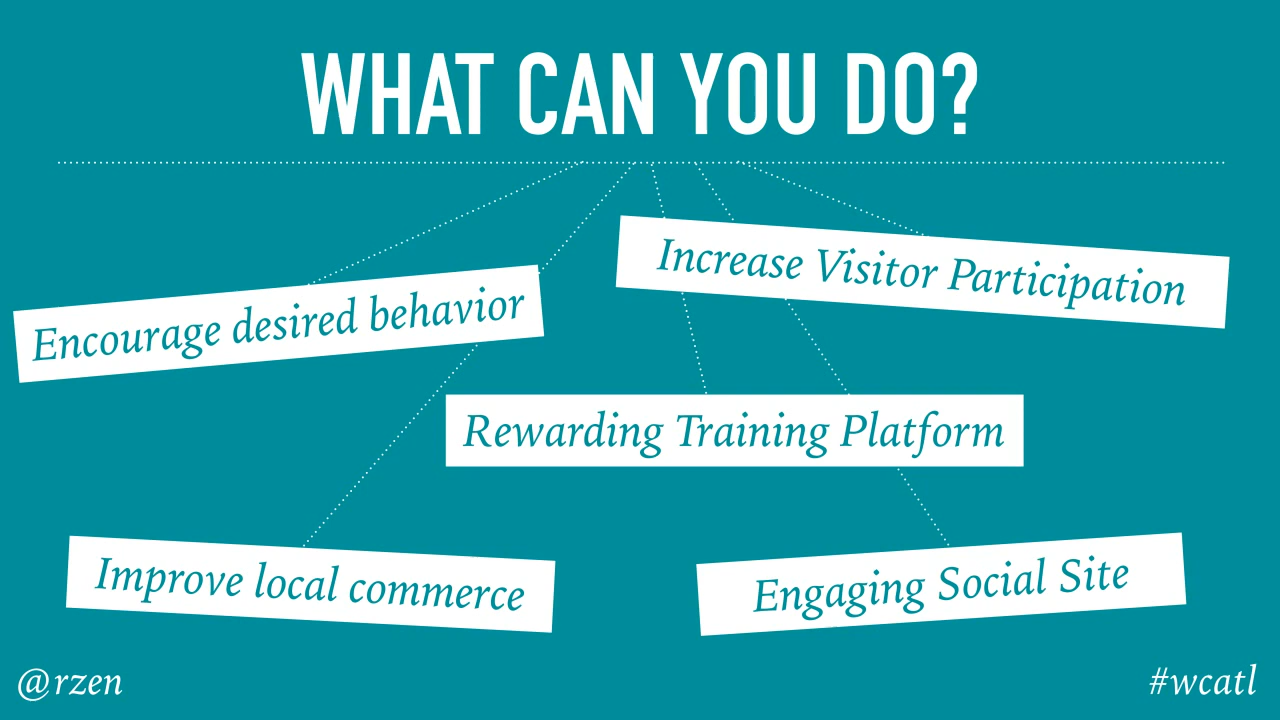 WHAT CAN YOU DO?
Increase Visitor Participation
Encourage desired behavior
Rewarding Training Platform
Improve local commerce
Engaging Social Site
@rzen
#wcatl